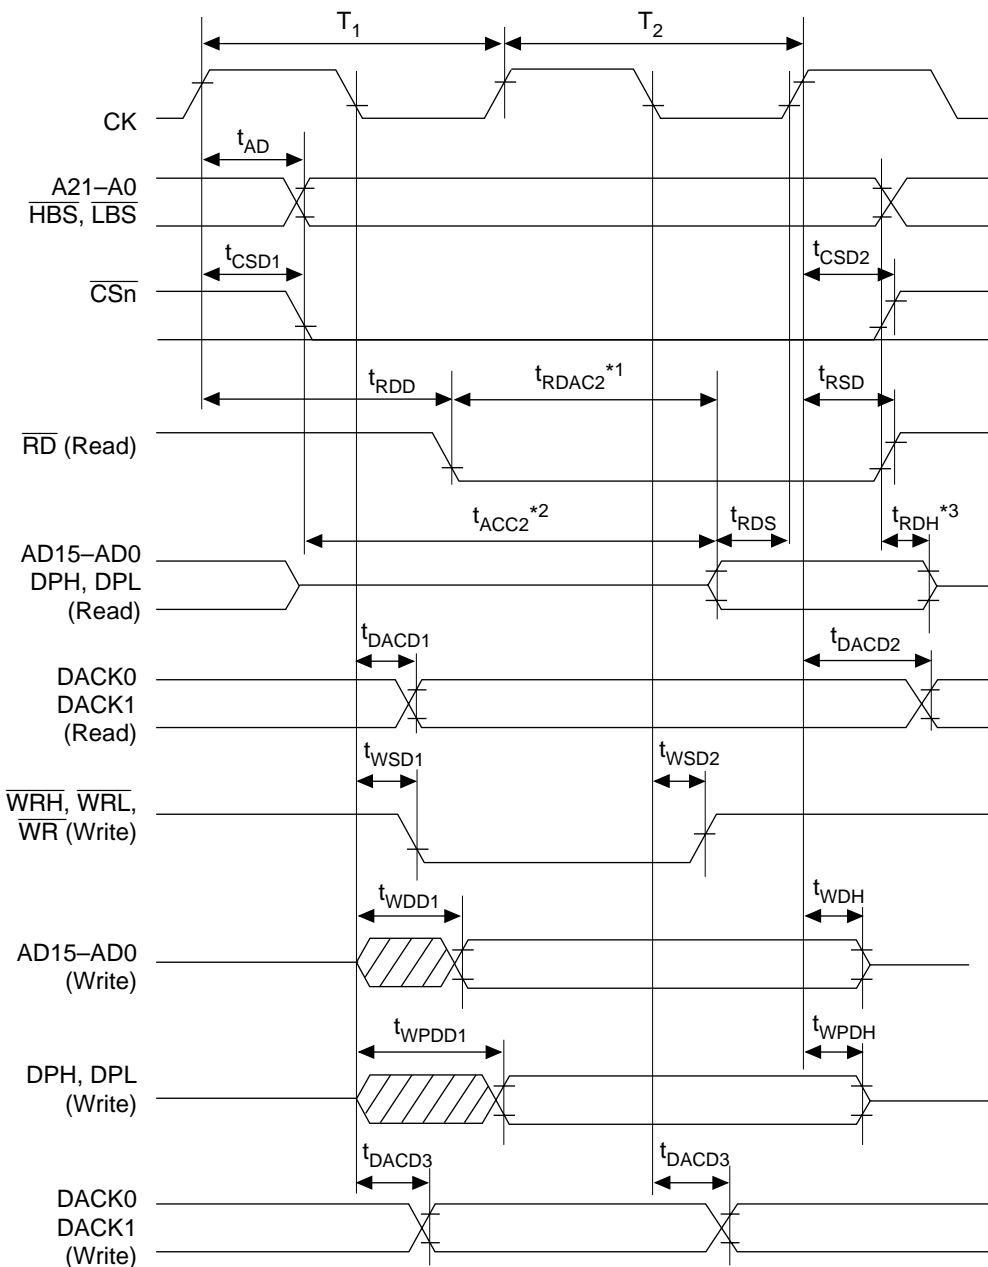 T1 T2
CK
tAD
A21–A0
HBS, LBS
tCSD1 tCSD2
CSn
tRDD tRDAC2*1 tRSD
RD (Read)
tACC2*2 tRDS tRDH*3
AD15–AD0
DPH, DPL
(Read)
tDACD1 tDACD2
DACK0
DACK1
(Read)
tWSD1 tWSD2
WRH, WRL,
WR (Write)
tWDD1 tWDH
AD15–AD0
(Write)
tWPDD1 tWPDH
DPH, DPL
(Write)
tDACD3 tDACD3
DACK0
DACK1
(Write)